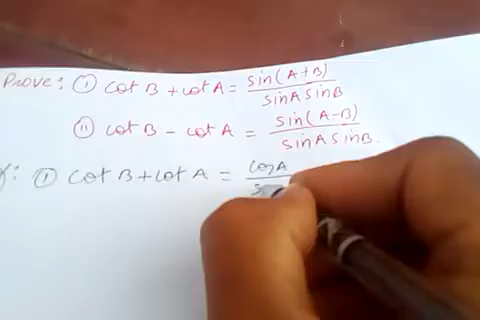 Prove: (i) cot B + cot A = sin(A+B) / sinA sinB
(ii) cot B - cot A = sin(A-B) / sinA sinB.
: (i) cot B + cot A = cosA / s